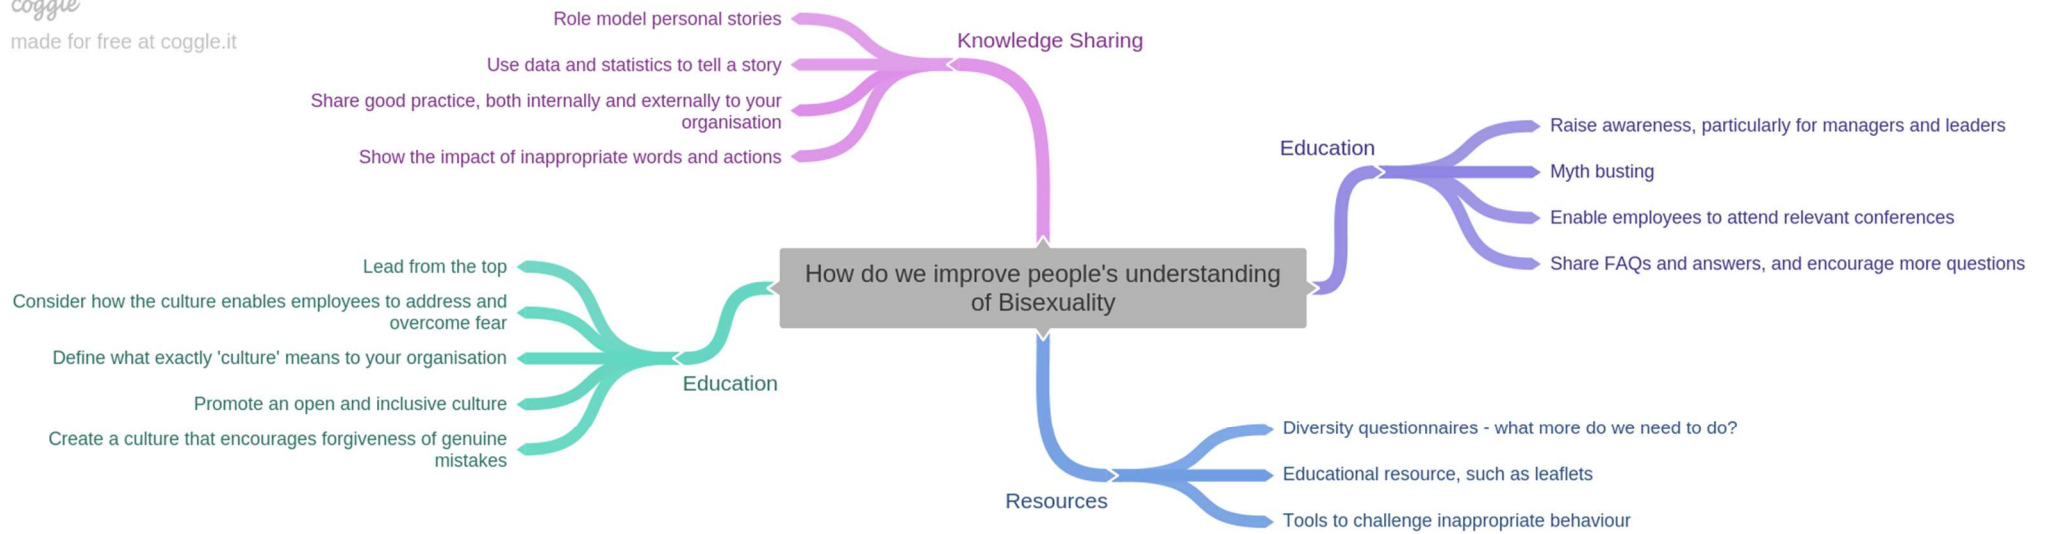 coggle
made for free at coggle.it
Role model personal stories
Use data and statistics to tell a story
Share good practice, both internally and externally to your
organisation
Show the impact of inappropriate words and actions
Knowledge Sharing
Education
Raise awareness, particularly for managers and leaders
Myth busting
Enable employees to attend relevant conferences
Share FAQs and answers, and encourage more questions
How do we improve people's understanding
of Bisexuality
Lead from the top
Consider how the culture enables employees to address and
overcome fear
Define what exactly 'culture' means to your organisation
Promote an open and inclusive culture
Create a culture that encourages forgiveness of genuine
mistakes
Education
Resources
Diversity questionnaires - what more do we need to do?
Educational resource, such as leaflets
Tools to challenge inappropriate behaviour